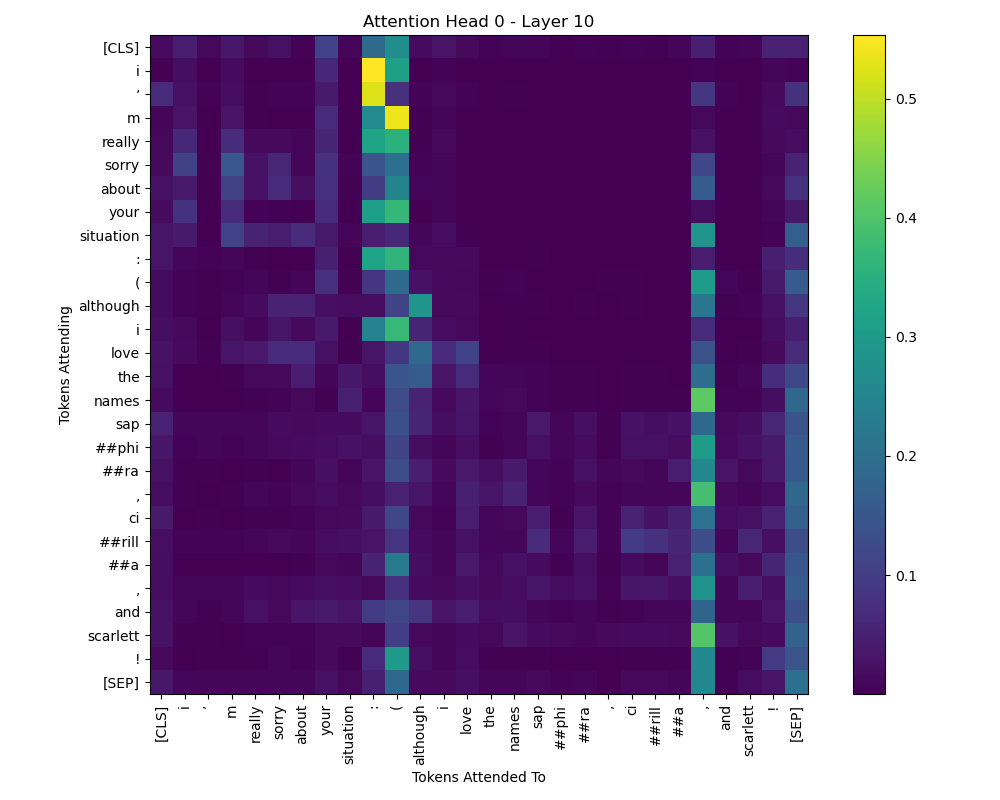 Attention Head 0 - Layer 10
[CLS]
i
’
m
really
sorry
about
your
situation
:
(
although
i
love
the
names
sap
##phi
##ra
,
ci
##rill
##a
,
and
scarlett
!
[SEP]
Tokens Attending
[CLS]
i
’
m
really
sorry
about
your
situation
:
(
although
i
love
the
names
sap
##phi
##ra
,
ci
##rill
##a
,
and
scarlett
!
[SEP]
Tokens Attended To
0.5
0.4
0.3
0.2
0.1